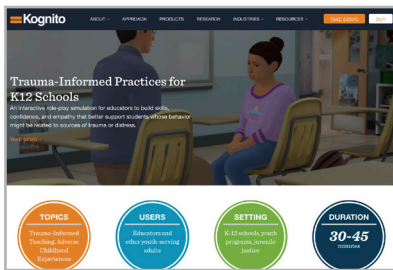 Kognito
ABOUT
APPROACH
PRODUCTS
RESEARCH
INDUSTRIES
RESOURCES
TAKE DEMO
BUY
Trauma-Informed Practices for
K12 Schools
An interactive role-play simulation for educators to build skills,
confidence, and empathy that better support students whose behavior
might be related to sources of trauma or distress.
TAKE DEMO
TOPICS
Trauma-Informed
Teaching, Adverse
Childhood
Experiences
USERS
Educators and
other youth-serving
adults
SETTING
K-12 schools, youth
programs, juvenile
justice
DURATION
30-45
minutes